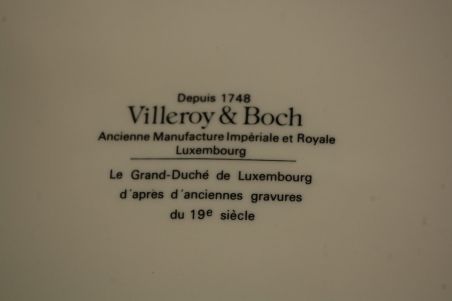 Depuis 1748
Villeroy & Boch
Ancienne Manufacture Impériale et Royale
Luxembourg
Le Grand-Duché de Luxembourg
d'après d'anciennes gravures
du 19e siècle